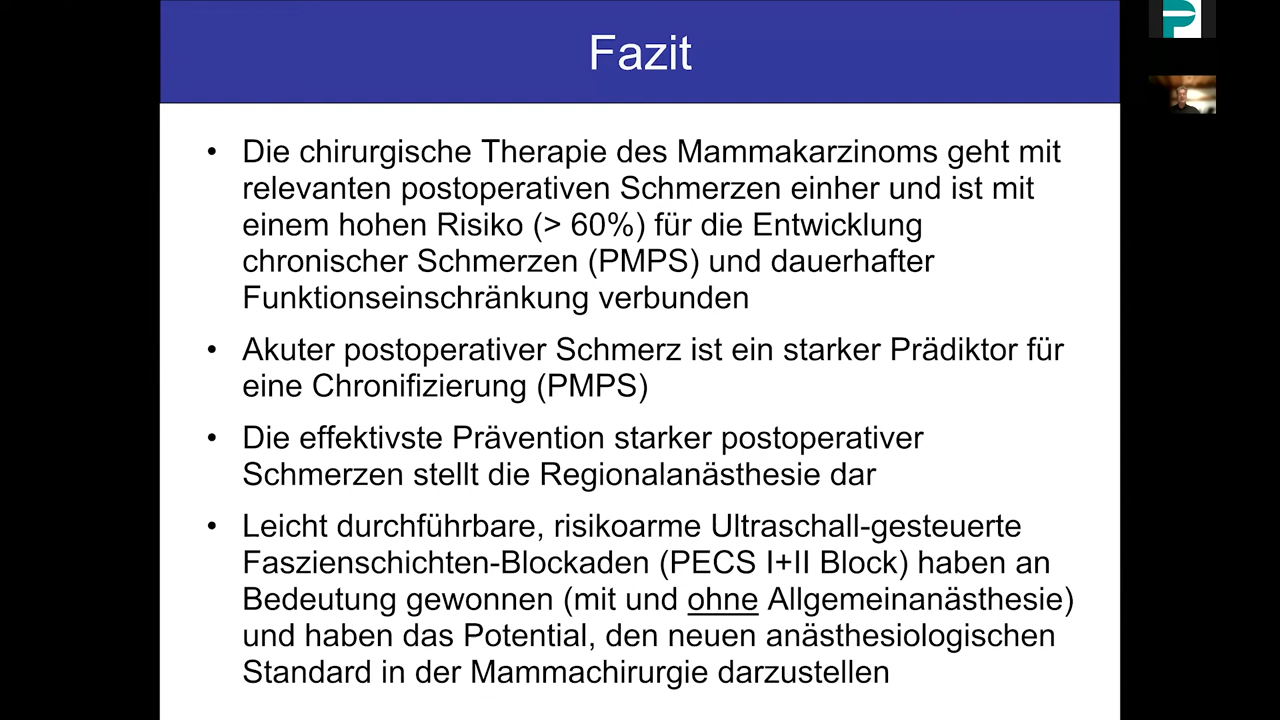 Fazit
• Die chirurgische Therapie des Mammakarzinoms geht mit
relevanten postoperativen Schmerzen einher und ist mit
einem hohen Risiko (> 60%) für die Entwicklung
chronischer Schmerzen (PMPS) und dauerhafter
Funktionseinschränkung verbunden
• Akuter postoperativer Schmerz ist ein starker Prädiktor für
eine Chronifizierung (PMPS)
• Die effektivste Prävention starker postoperativer
Schmerzen stellt die Regionalanästhesie dar
• Leicht durchführbare, risikoarme Ultraschall-gesteuerte
Faszienschichten-Blockaden (PECS I+II Block) haben an
Bedeutung gewonnen (mit und ohne Allgemeinanästhesie)
und haben das Potential, den neuen anästhesiologischen
Standard in der Mammachirurgie darzustellen